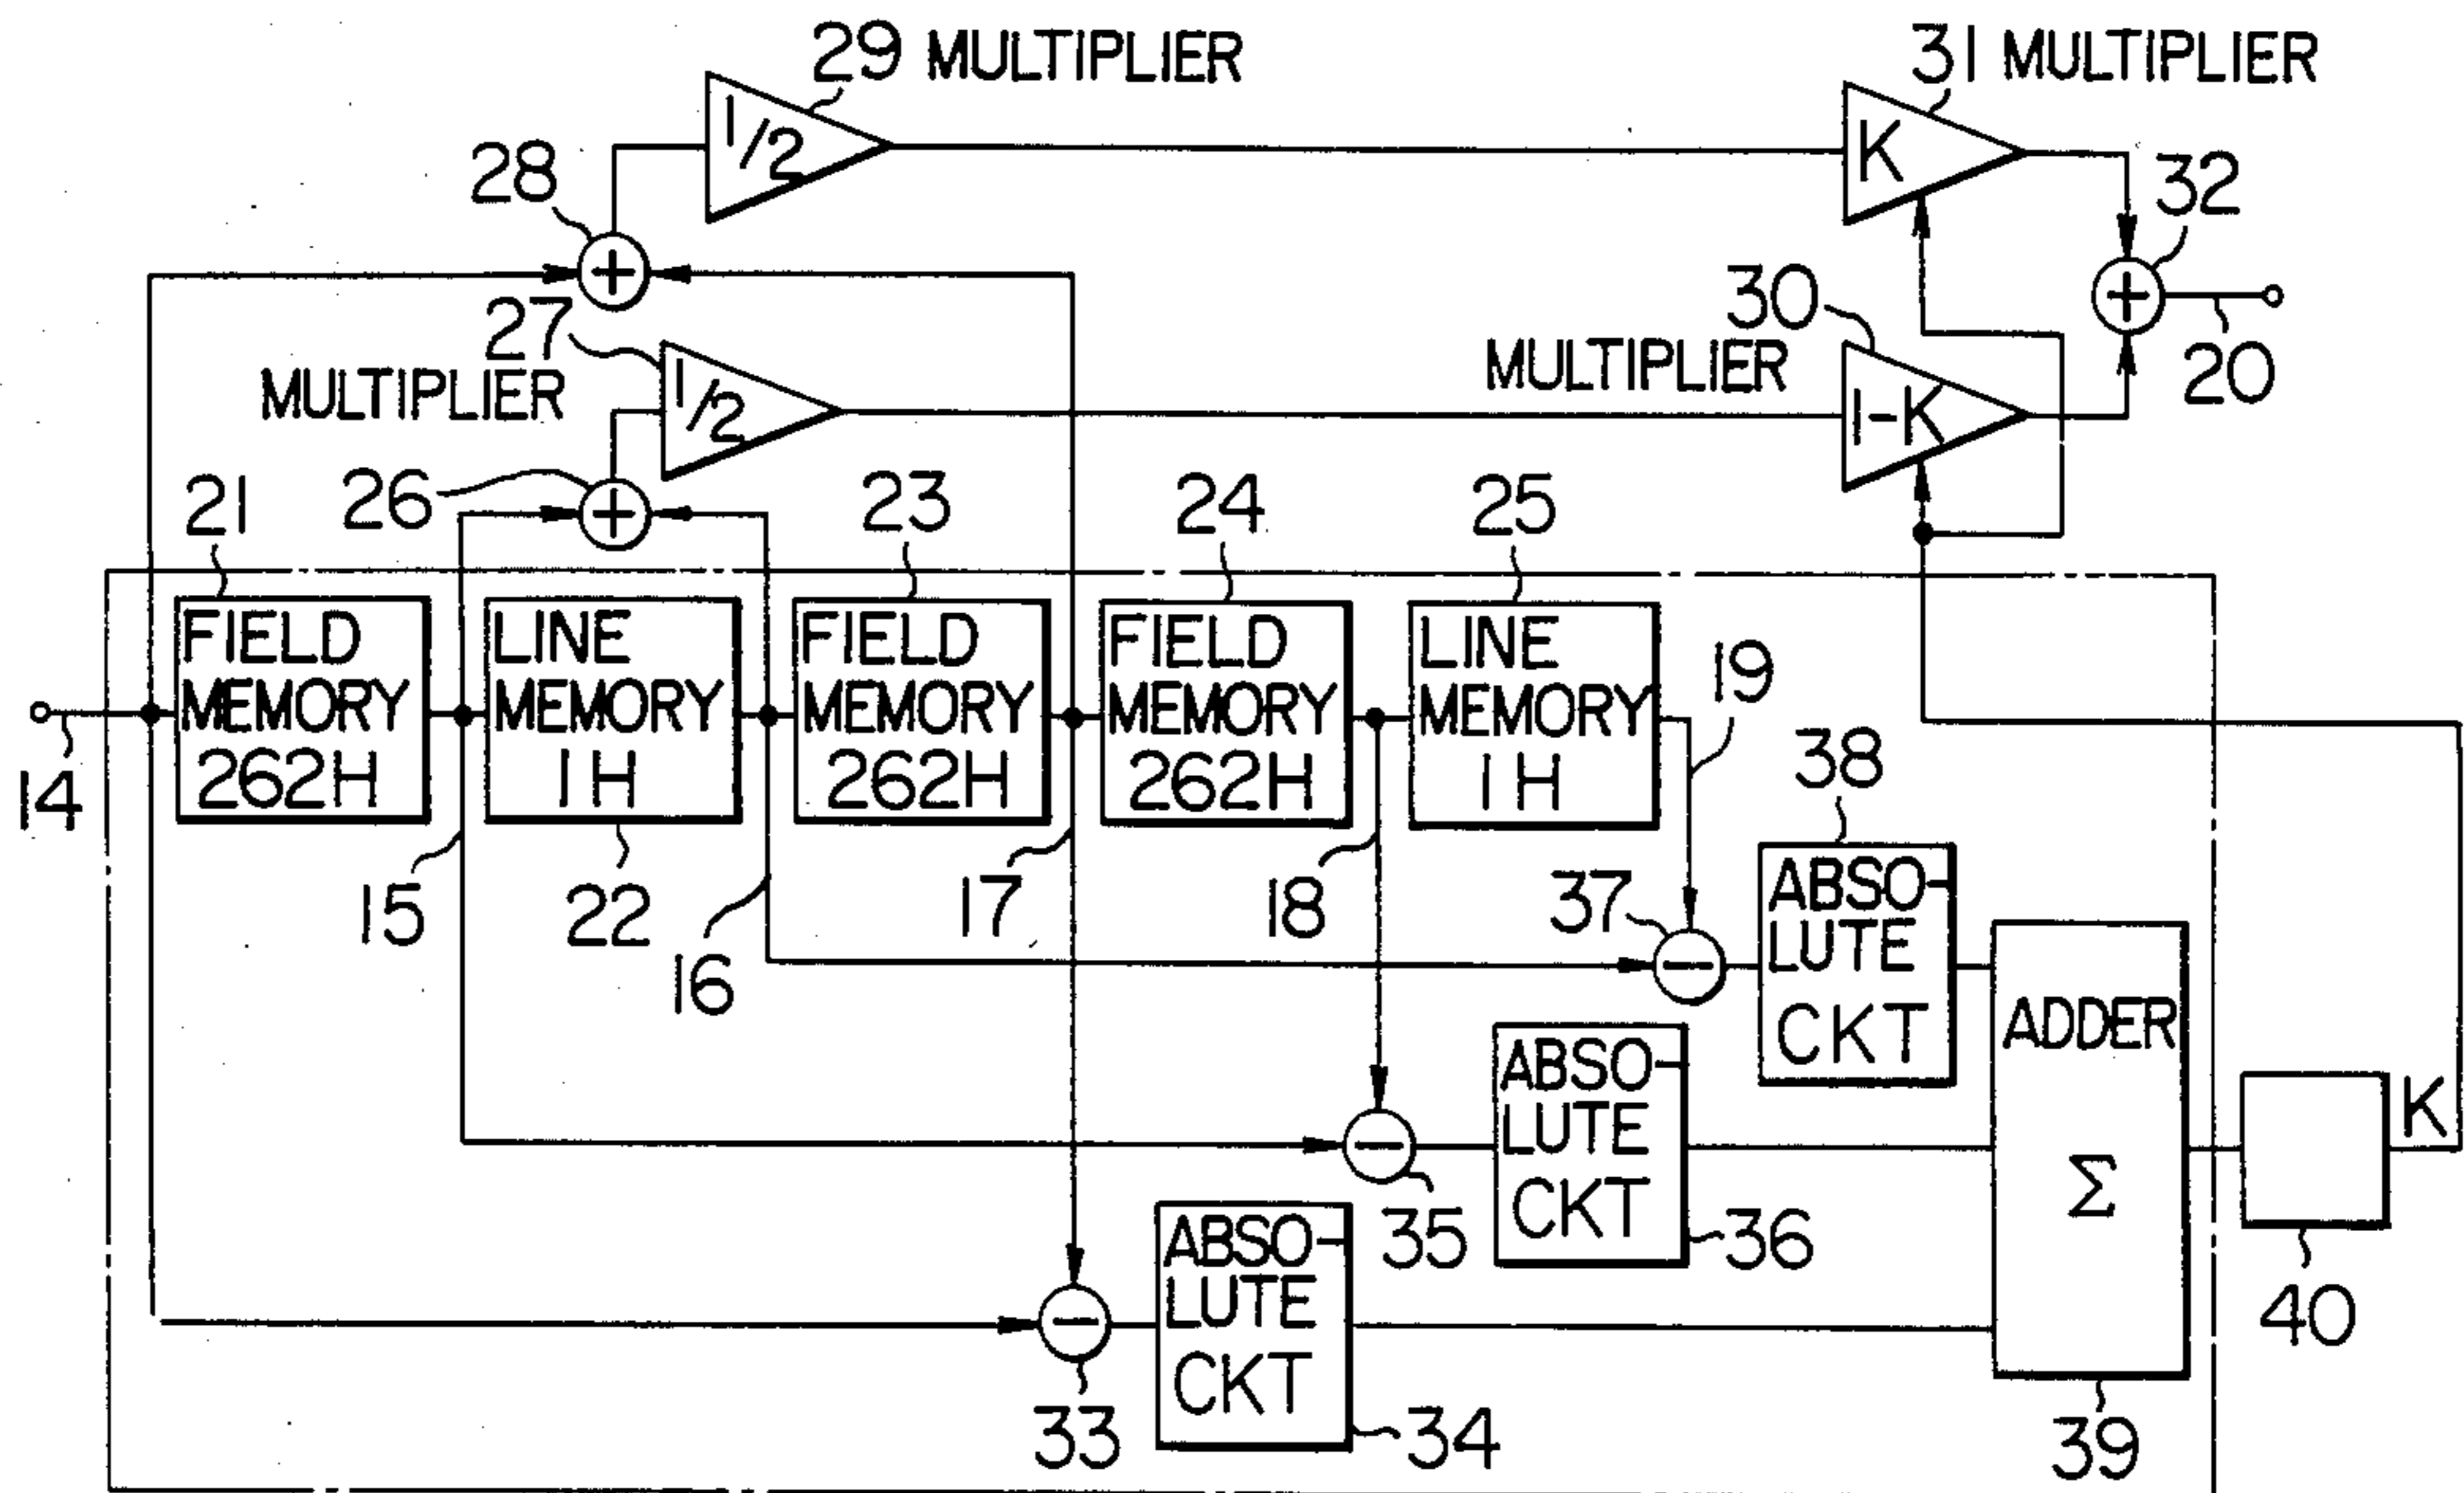 29 MULTIPLIER
31 MULTIPLIER
1/2
K
28
32
27
30
MULTIPLIER
1/2
MULTIPLIER
1-K
20
26
21
23
24
25
FIELD
MEMORY
262H
LINE
MEMORY
1H
FIELD
MEMORY
262H
FIELD
MEMORY
262H
LINE
MEMORY
1H
19
14
15
22
16
17
18
37
38
ABSO-
LUTE
CKT
ADDER
Σ
ABSO-
LUTE
CKT
35
36
K
40
ABSO-
LUTE
CKT
33
34
39